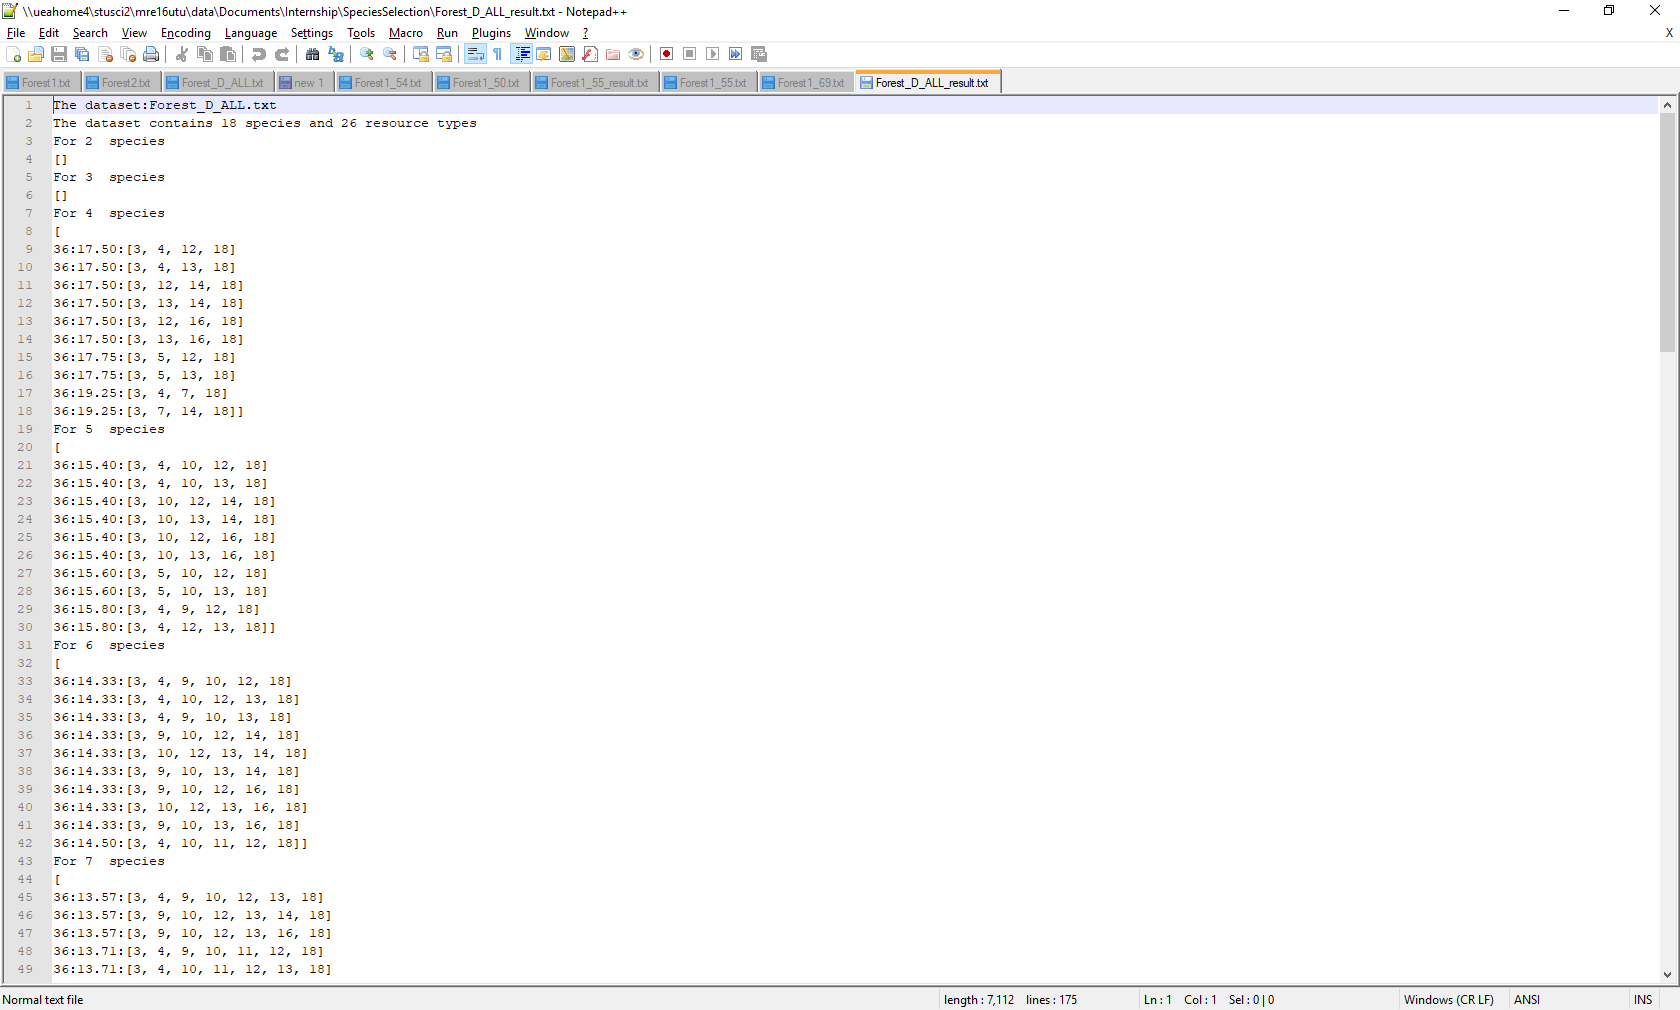 \\ueahome4\stusci2\mre16utu\data\Documents\Internship\SpeciesSelection\Forest_D_ALL_result.txt - Notepad++
File Edit Search View Encoding Language Settings Tools Macro Run Plugins Window ? X
Forest1.txt Forest2.txt Forest_D_ALL.txt new 1 Forest1_54.txt Forest1_50.txt Forest1_55_result.txt Forest1_55.txt Forest1_69.txt Forest_D_ALL_result.txt
1 The dataset:Forest_D_ALL.txt
2 The dataset contains 18 species and 26 resource types
3 For 2  species
4 []
5 For 3  species
6 []
7 For 4  species
8 [
9 36:17.50:[3, 4, 12, 18]
10 36:17.50:[3, 4, 13, 18]
11 36:17.50:[3, 12, 14, 18]
12 36:17.50:[3, 13, 14, 18]
13 36:17.50:[3, 12, 16, 18]
14 36:17.50:[3, 13, 16, 18]
15 36:17.75:[3, 5, 12, 18]
16 36:17.75:[3, 5, 13, 18]
17 36:19.25:[3, 4, 7, 18]
18 36:19.25:[3, 7, 14, 18]]
19 For 5  species
20 [
21 36:15.40:[3, 4, 10, 12, 18]
22 36:15.40:[3, 4, 10, 13, 18]
23 36:15.40:[3, 10, 12, 14, 18]
24 36:15.40:[3, 10, 13, 14, 18]
25 36:15.40:[3, 10, 12, 16, 18]
26 36:15.40:[3, 10, 13, 16, 18]
27 36:15.60:[3, 5, 10, 12, 18]
28 36:15.60:[3, 5, 10, 13, 18]
29 36:15.80:[3, 4, 9, 12, 18]
30 36:15.80:[3, 4, 12, 13, 18]]
31 For 6  species
32 [
33 36:14.33:[3, 4, 9, 10, 12, 18]
34 36:14.33:[3, 4, 10, 12, 13, 18]
35 36:14.33:[3, 4, 9, 10, 13, 18]
36 36:14.33:[3, 9, 10, 12, 14, 18]
37 36:14.33:[3, 10, 12, 13, 14, 18]
38 36:14.33:[3, 9, 10, 13, 14, 18]
39 36:14.33:[3, 9, 10, 12, 16, 18]
40 36:14.33:[3, 10, 12, 13, 16, 18]
41 36:14.33:[3, 9, 10, 13, 16, 18]
42 36:14.50:[3, 4, 10, 11, 12, 18]]
43 For 7  species
44 [
45 36:13.57:[3, 4, 9, 10, 12, 13, 18]
46 36:13.57:[3, 9, 10, 12, 13, 14, 18]
47 36:13.57:[3, 9, 10, 12, 13, 16, 18]
48 36:13.71:[3, 4, 9, 10, 11, 12, 18]
49 36:13.71:[3, 4, 10, 11, 12, 13, 18]
Normal text file length : 7,112 lines : 175 Ln : 1 Col : 1 Sel : 0 | 0 Windows (CR LF) ANSI INS